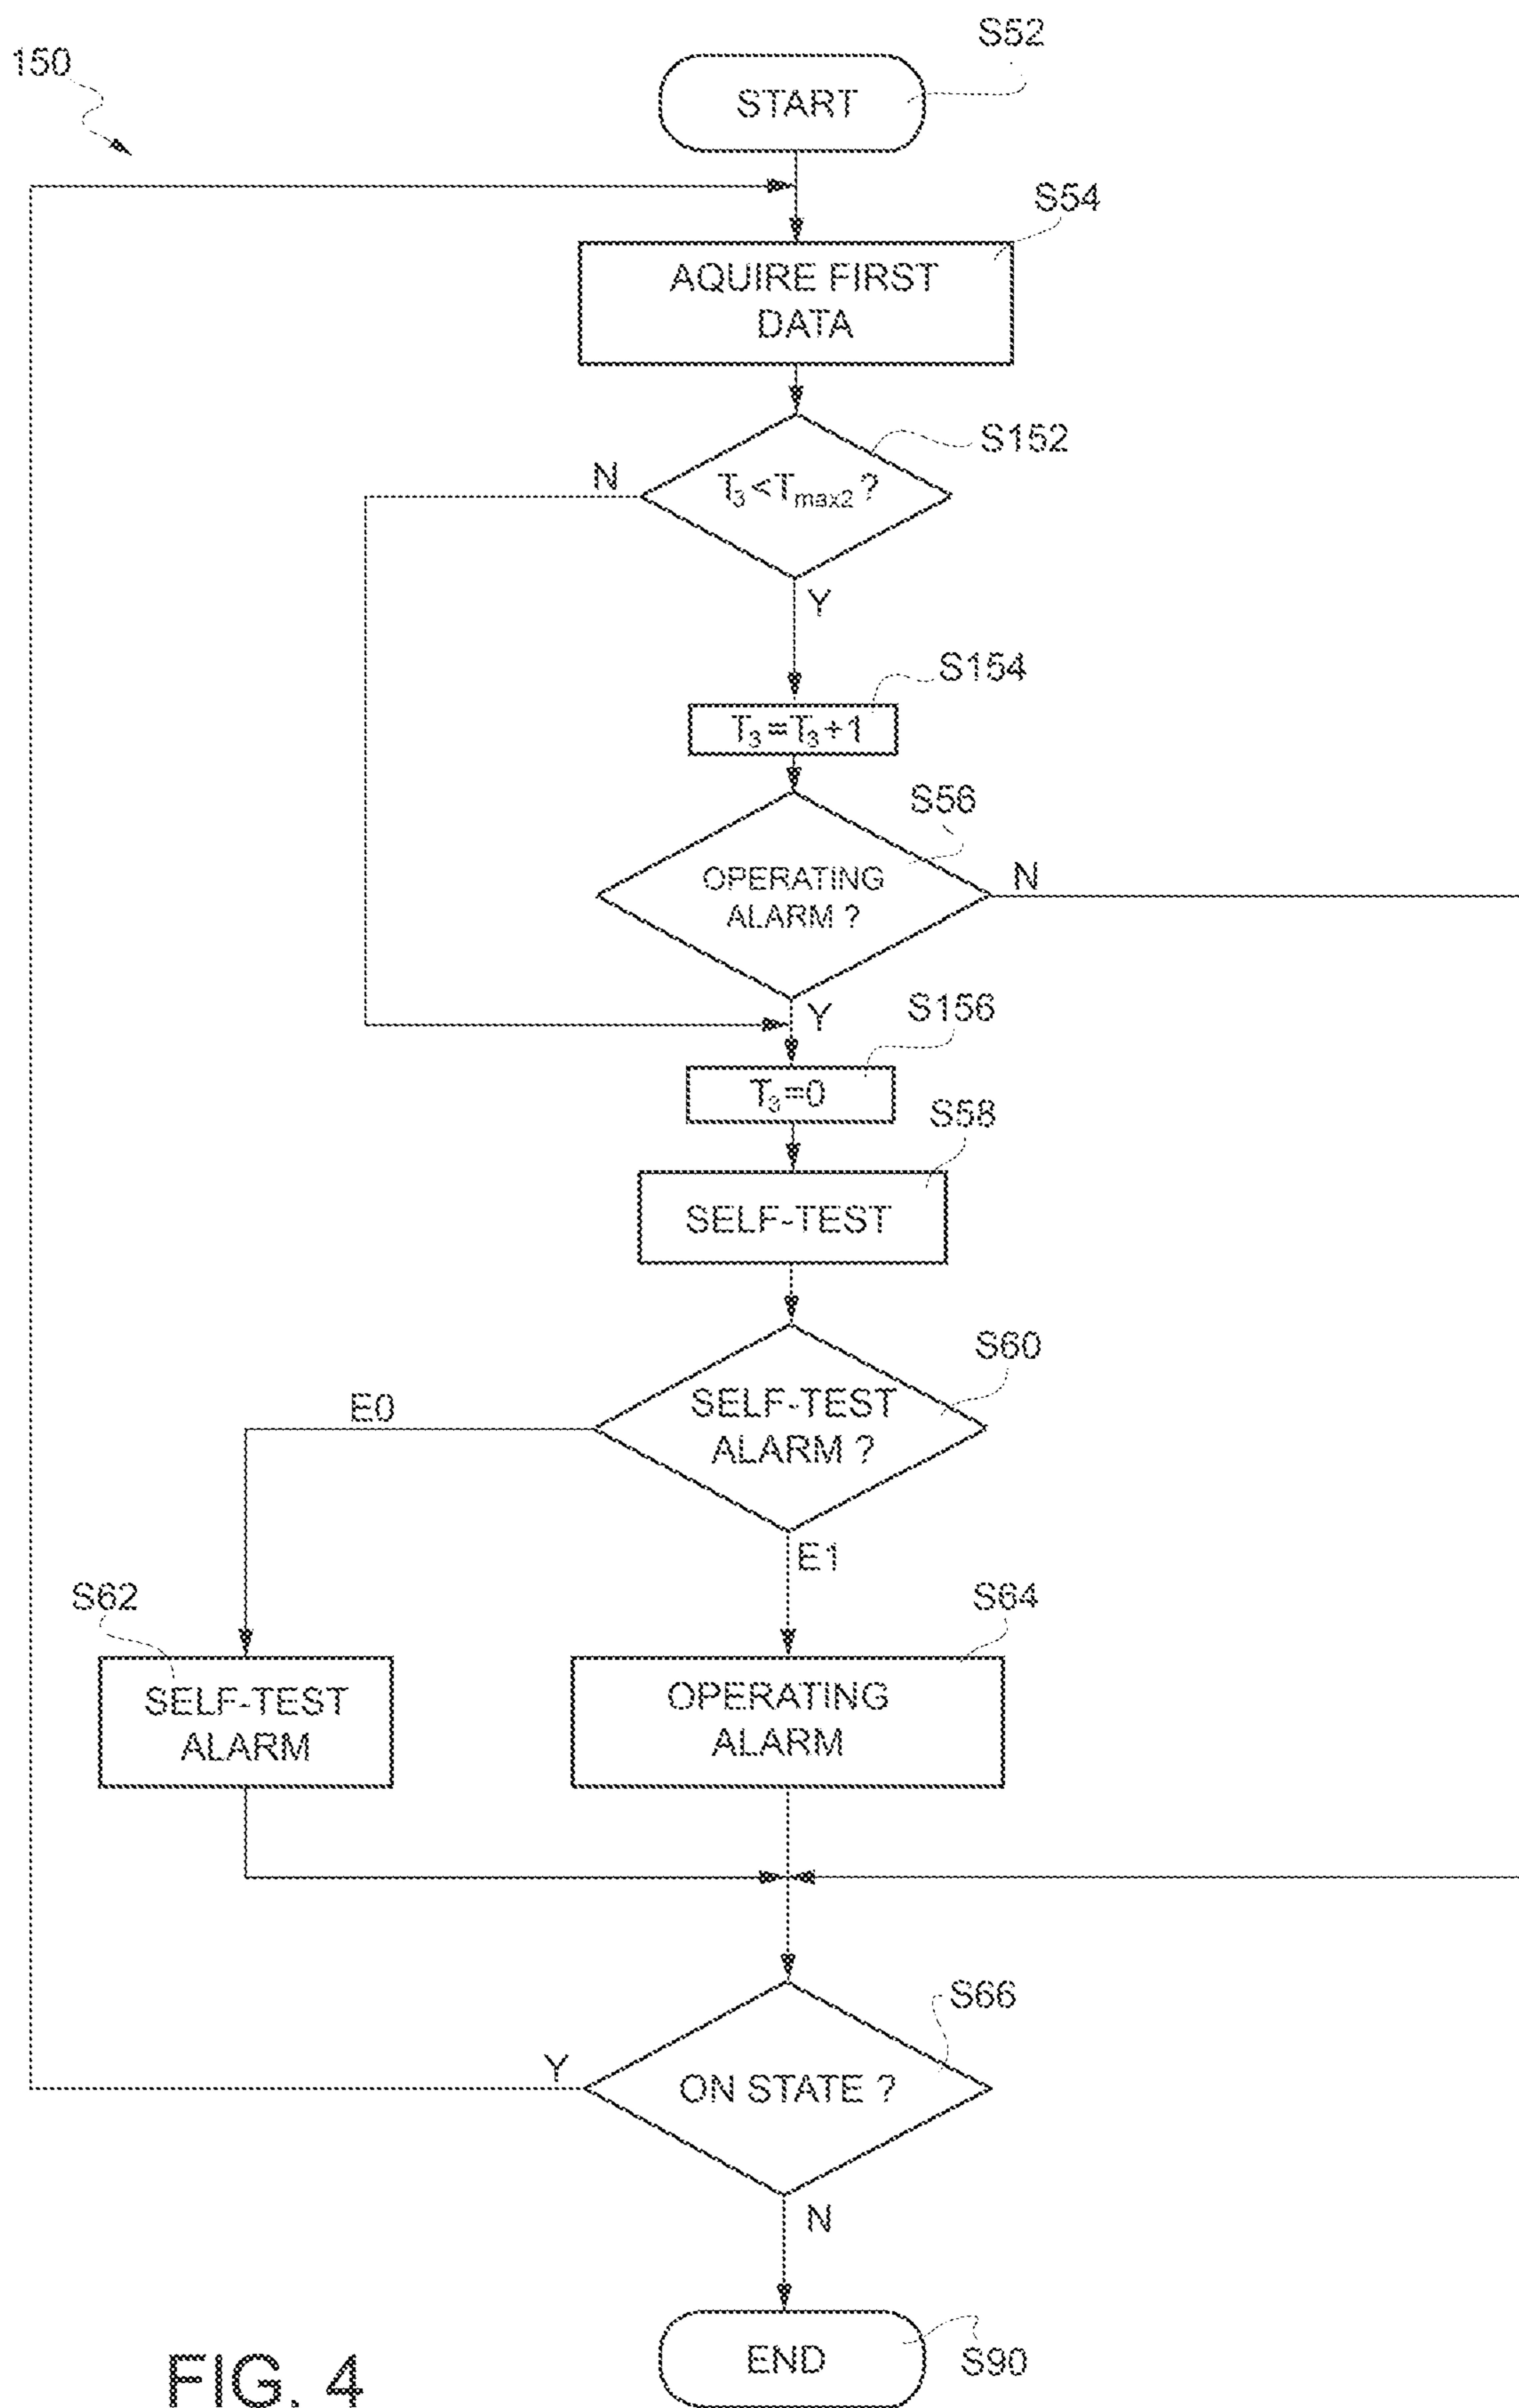 S52
150
START
S54
AQUIRE FIRST
DATA
S152
N
T₃<Tmax2 ?
Y
S154
T₃=T₃+1
S56
OPERATING
ALARM ?
N
Y
S156
T₃=0
S58
SELF-TEST
S60
E0
SELF-TEST
ALARM ?
E1
S62
S64
SELF-TEST
ALARM
OPERATING
ALARM
S66
Y
ON STATE ?
N
END
S90
FIG. 4